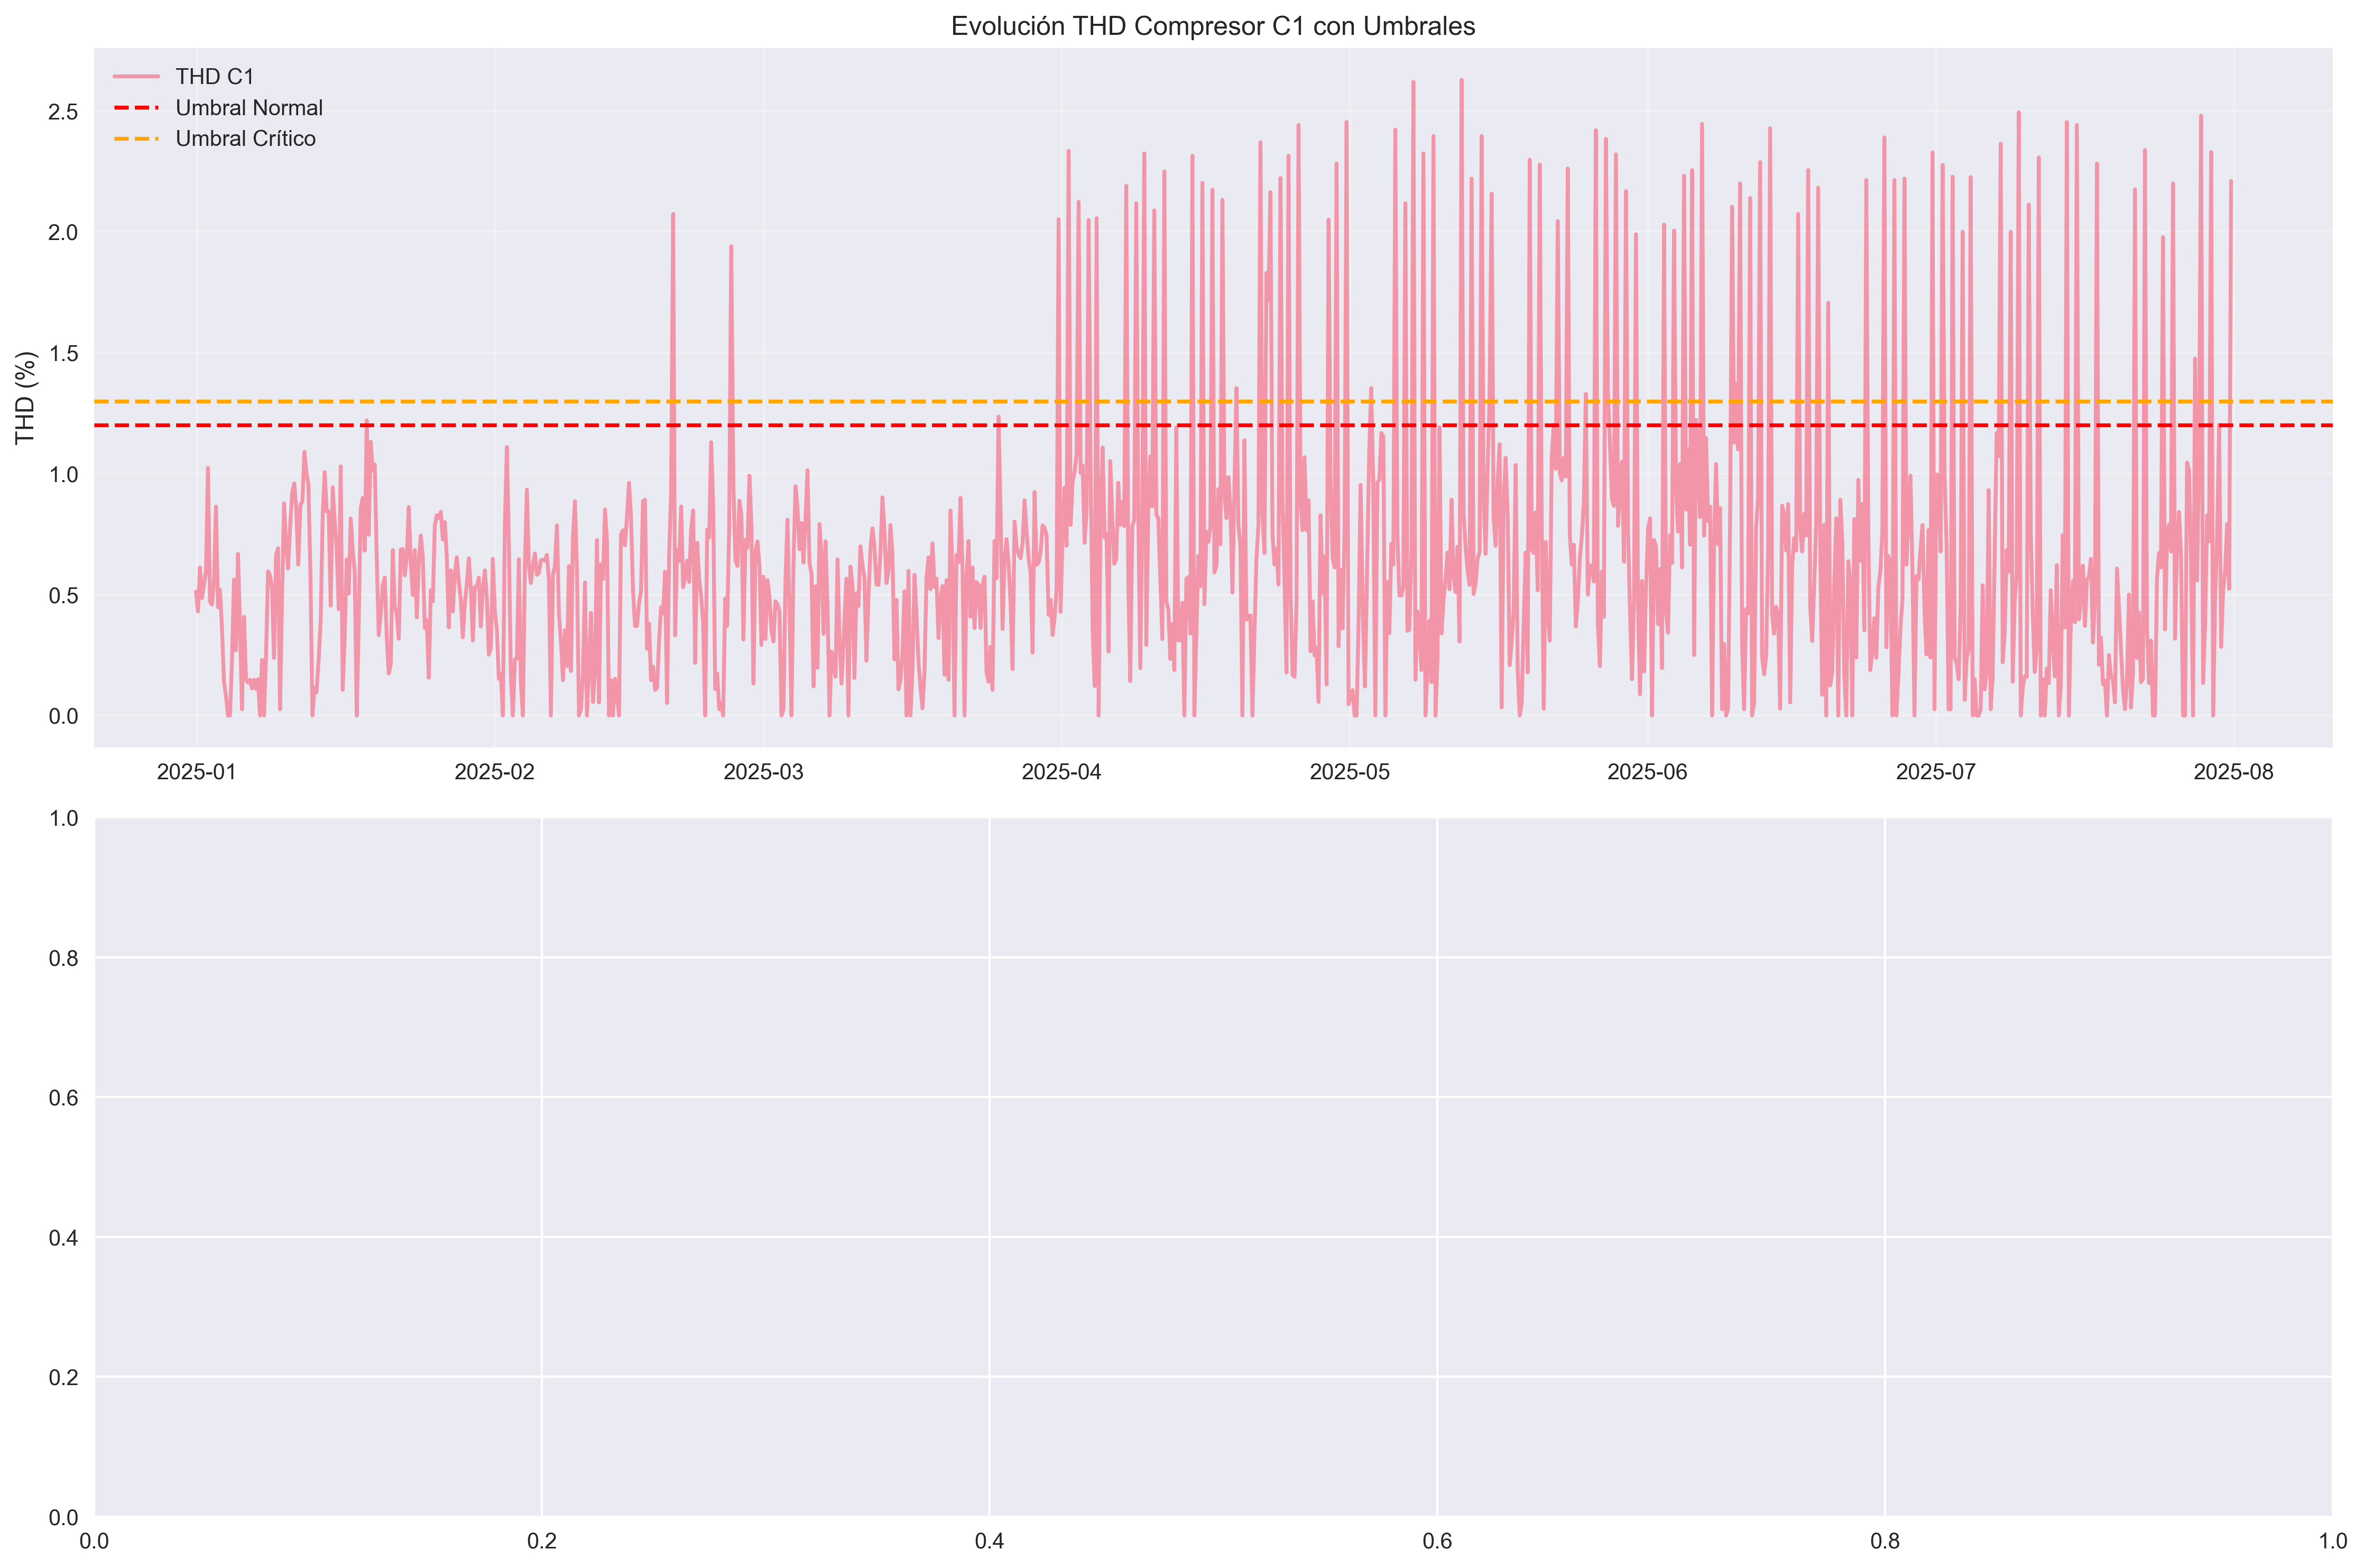 Evolución THD Compresor C1 con Umbrales
THD C1
Umbral Normal
Umbral Crítico
THD (%)
2.5
2.0
1.5
1.0
0.5
0.0
2025-01 2025-02 2025-03 2025-04 2025-05 2025-06 2025-07 2025-08
1.0
0.8
0.6
0.4
0.2
0.0
0.0 0.2 0.4 0.6 0.8 1.0